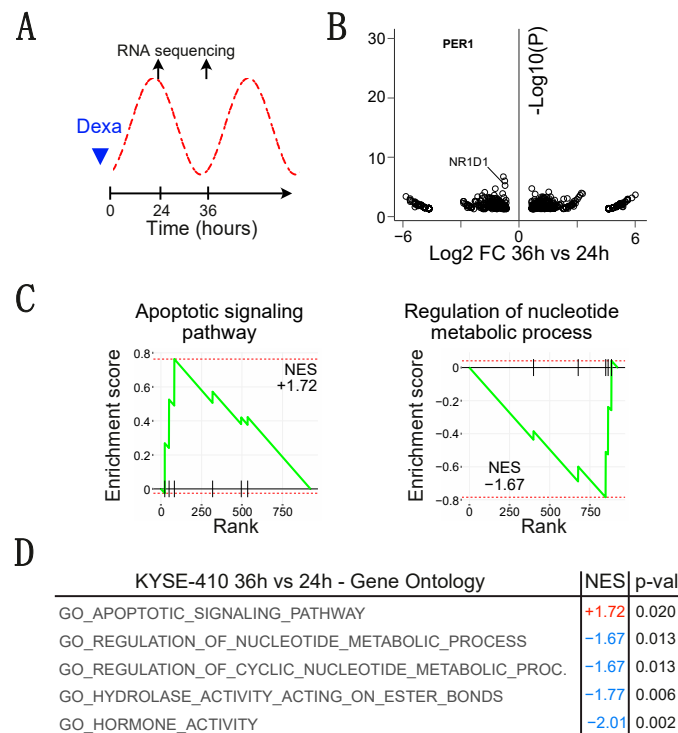 A
RNA sequencing
Dexa
0
24
36
Time (hours)
B
30
20
10
0
PER1
NR1D1
-Log10(P)
−6
−3
0
3
6
Log2 FC 36h vs 24h
C
Apoptotic signaling
pathway
Enrichment score
0.8
0.6
0.4
0.2
0
NES
+1.72
0
250
500
750
Rank
Regulation of nucleotide
metabolic process
Enrichment score
0
−0.2
−0.4
−0.6
−0.8
NES
−1.67
0
250
500
750
Rank
D
KYSE-410 36h vs 24h - Gene Ontology NES p-val
GO_APOPTOTIC_SIGNALING_PATHWAY +1.72 0.020
GO_REGULATION_OF_NUCLEOTIDE_METABOLIC_PROCESS −1.67 0.013
GO_REGULATION_OF_CYCLIC_NUCLEOTIDE_METABOLIC_PROC. −1.67 0.013
GO_HYDROLASE_ACTIVITY_ACTING_ON_ESTER_BONDS −1.77 0.006
GO_HORMONE_ACTIVITY −2.01 0.002